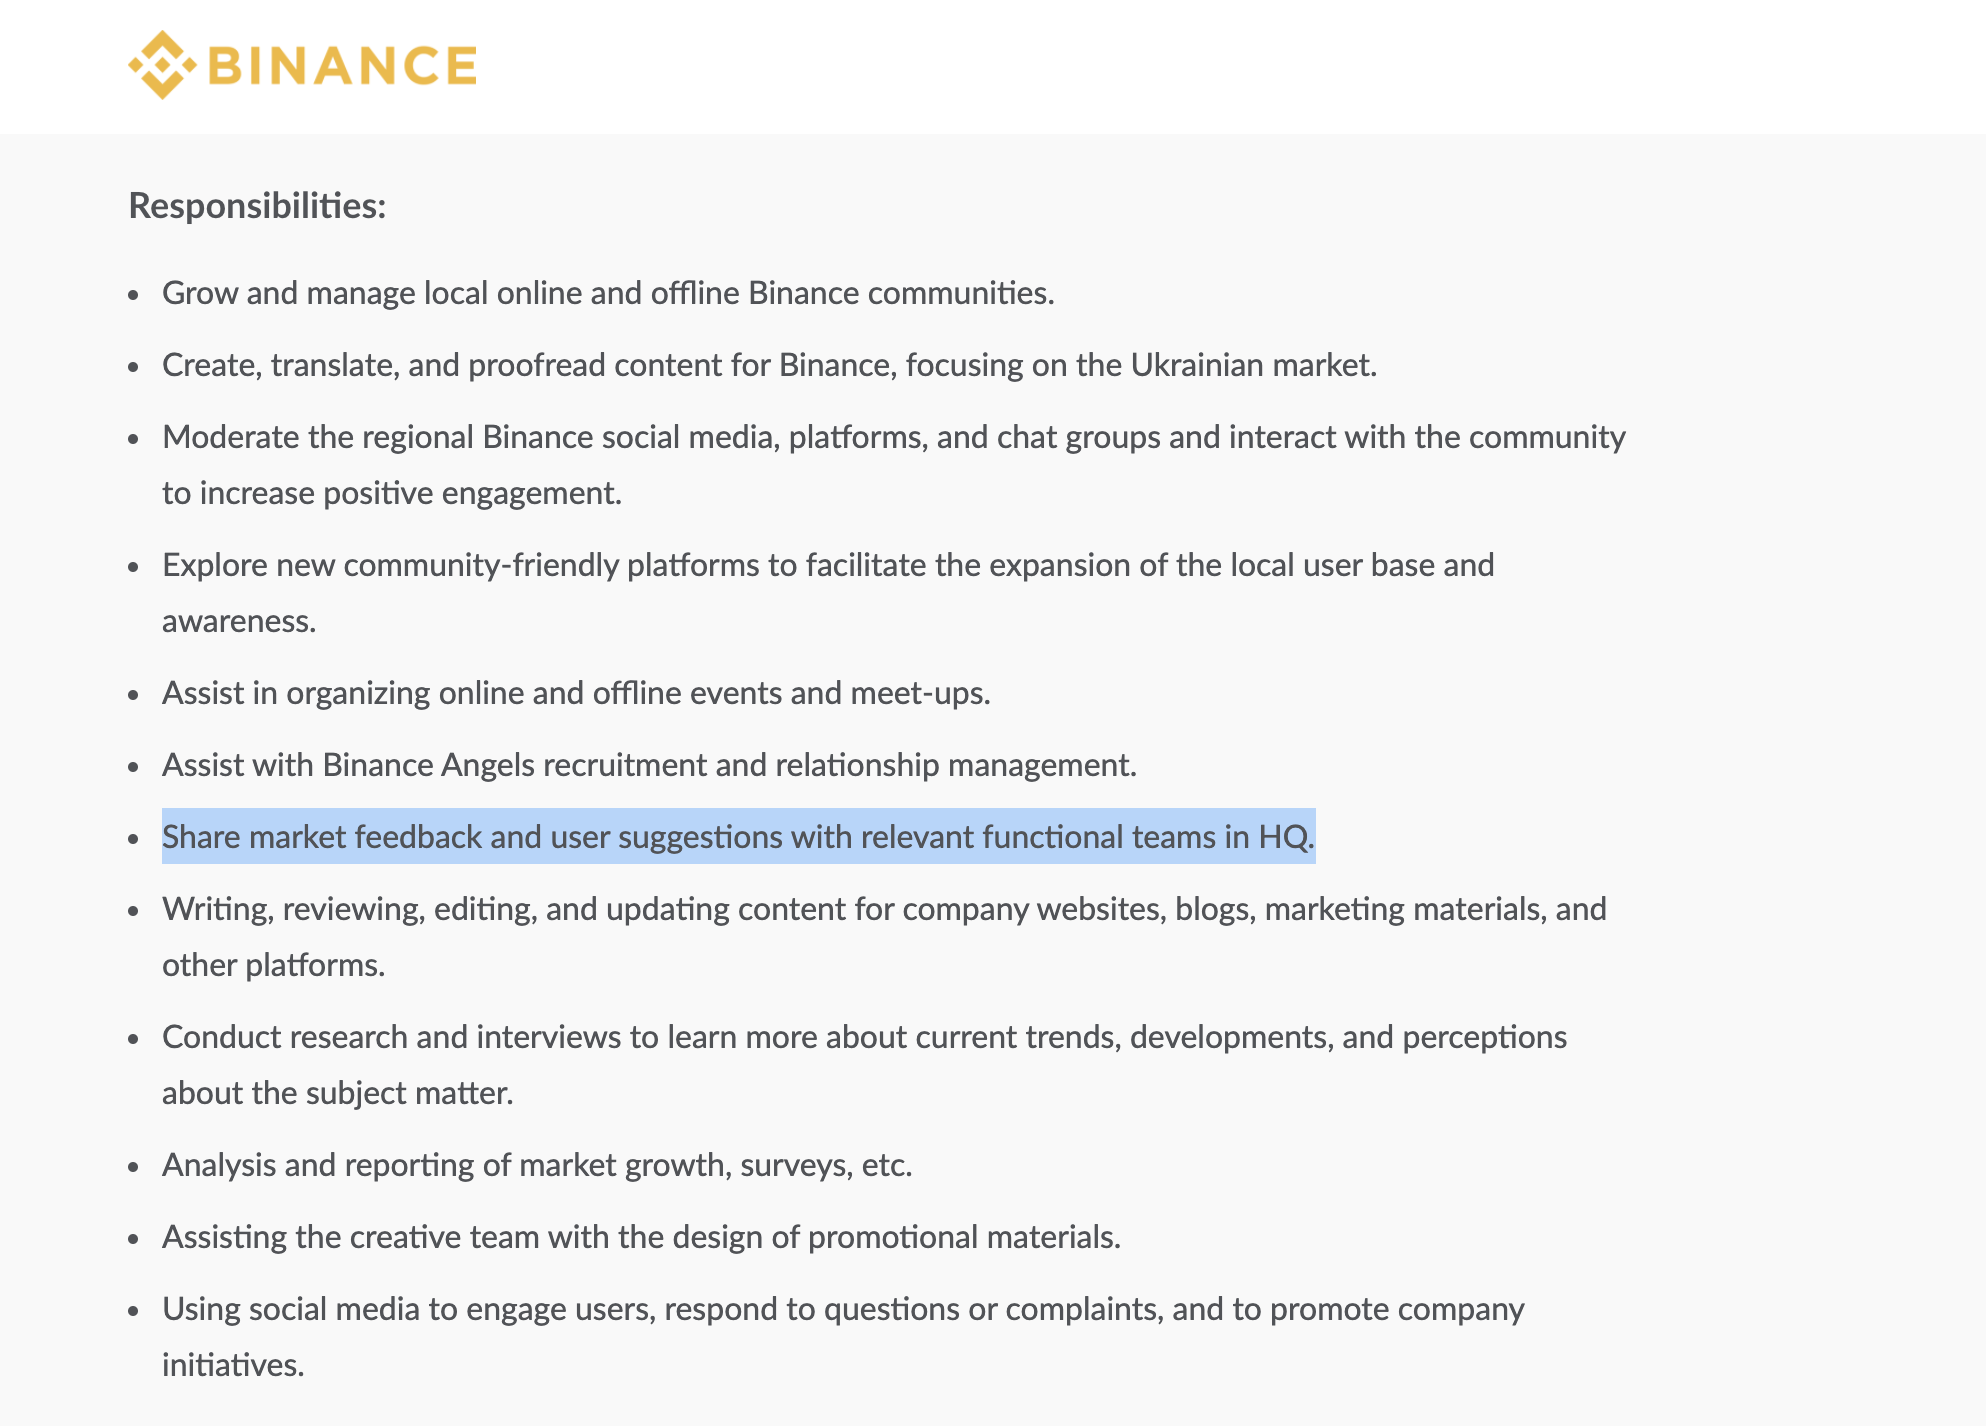 BINANCE
Responsibilities:
Grow and manage local online and offline Binance communities.
Create, translate, and proofread content for Binance, focusing on the Ukrainian market.
Moderate the regional Binance social media, platforms, and chat groups and interact with the community
to increase positive engagement.
Explore new community-friendly platforms to facilitate the expansion of the local user base and
awareness.
Assist in organizing online and offline events and meet-ups.
Assist with Binance Angels recruitment and relationship management.
Share market feedback and user suggestions with relevant functional teams in HQ.
Writing, reviewing, editing, and updating content for company websites, blogs, marketing materials, and
other platforms.
Conduct research and interviews to learn more about current trends, developments, and perceptions
about the subject matter.
Analysis and reporting of market growth, surveys, etc.
Assisting the creative team with the design of promotional materials.
Using social media to engage users, respond to questions or complaints, and to promote company
initiatives.